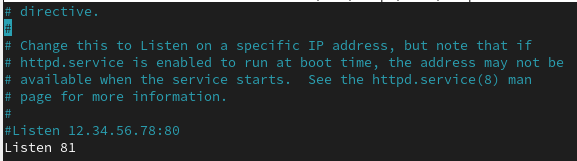 # directive.
#
# Change this to Listen on a specific IP address, but note that if
# httpd.service is enabled to run at boot time, the address may not be
# available when the service starts.  See the httpd.service(8) man
# page for more information.
#
#Listen 12.34.56.78:80
Listen 81